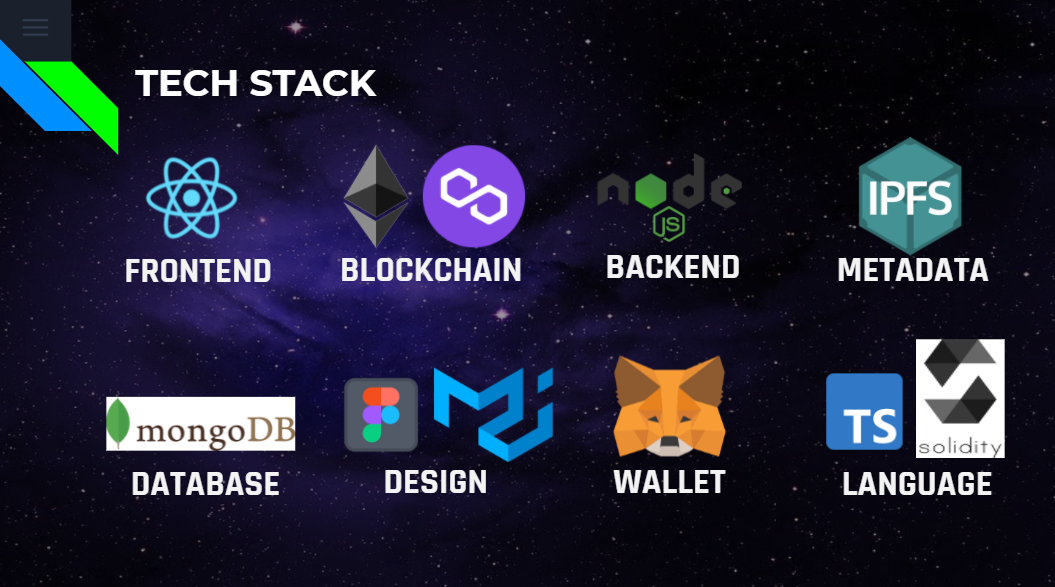 TECH STACK
node
JS
IPFS
FRONTEND
BLOCKCHAIN
BACKEND
METADATA
mongoDB
TS
solidity
DATABASE
DESIGN
WALLET
LANGUAGE